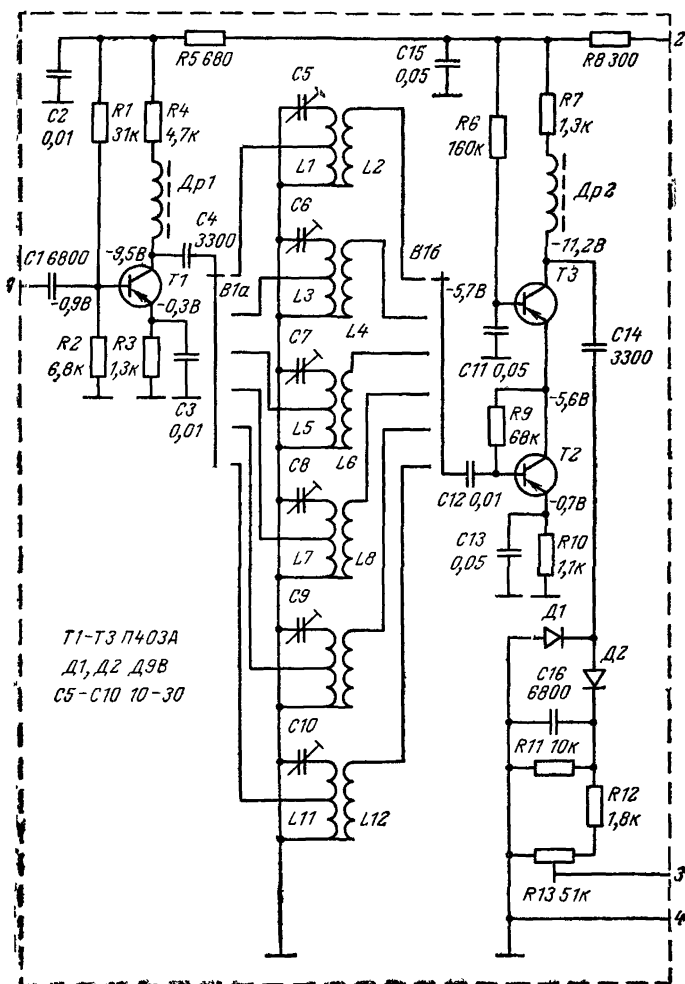 R5 680
C15
0,05
R8 300
2
C2
0,01
R1
31к
R4
4,7к
C5
R6
160к
R7
1,3к
Др1
L1
L2
Др2
C6
-9,5В
C4
3300
-11,2В
C1 6800
T1
В1а
В1б
T3
1
-0,9В
-0,3В
L3
L4
-5,7В
C7
C14
3300
R2
6,8к
R3
1,3к
C11 0,05
C3
0,01
L5
L6
-5,6В
R9
68к
C8
T2
C12 0,01
-0,7В
L7
L8
C13
0,05
R10
1,1к
C9
Д1
Д2
T1-T3 П403А
Д1, Д2 Д9В
C5-C10 10-30
C16
6800
C10
R11 10к
R12
1,8к
L11
L12
3
R13 51к
4